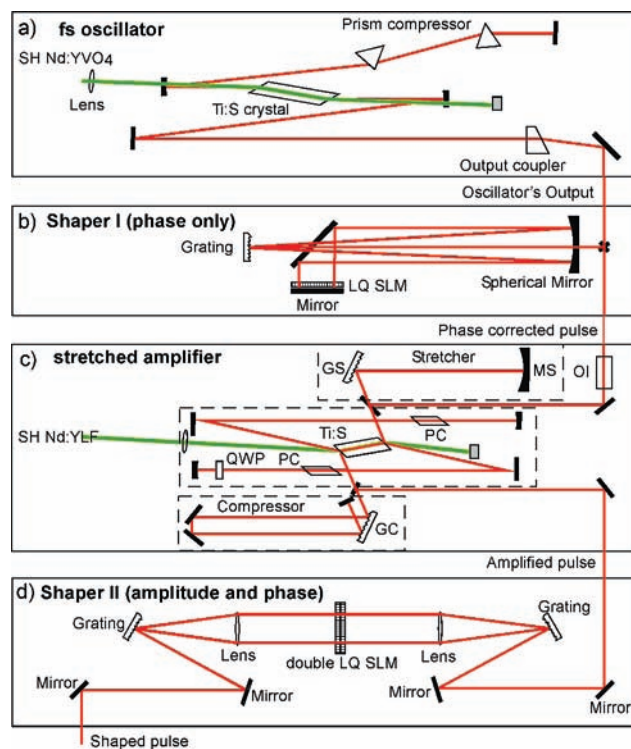 a) fs oscillator
Prism compressor
SH Nd:YVO4
Lens
Ti:S crystal
Output coupler
Oscillator's Output
b) Shaper I (phase only)
Grating
LQ SLM
Mirror
Spherical Mirror
Phase corrected pulse
c) stretched amplifier
GS
Stretcher
MS
OI
SH Nd:YLF
Ti:S
PC
QWP
PC
Compressor
GC
Amplified pulse
d) Shaper II (amplitude and phase)
Grating
Grating
Lens
double LQ SLM
Lens
Mirror
Mirror
Mirror
Mirror
Shaped pulse